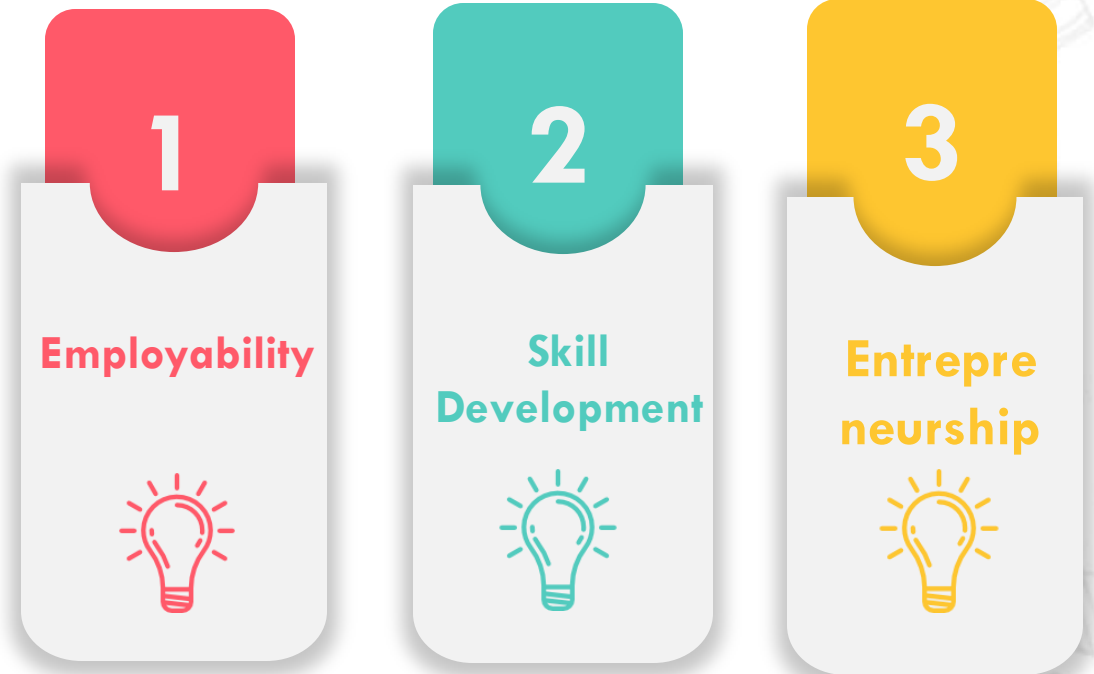 1
Employability
2
Skill
Development
3
Entrepre
neurship